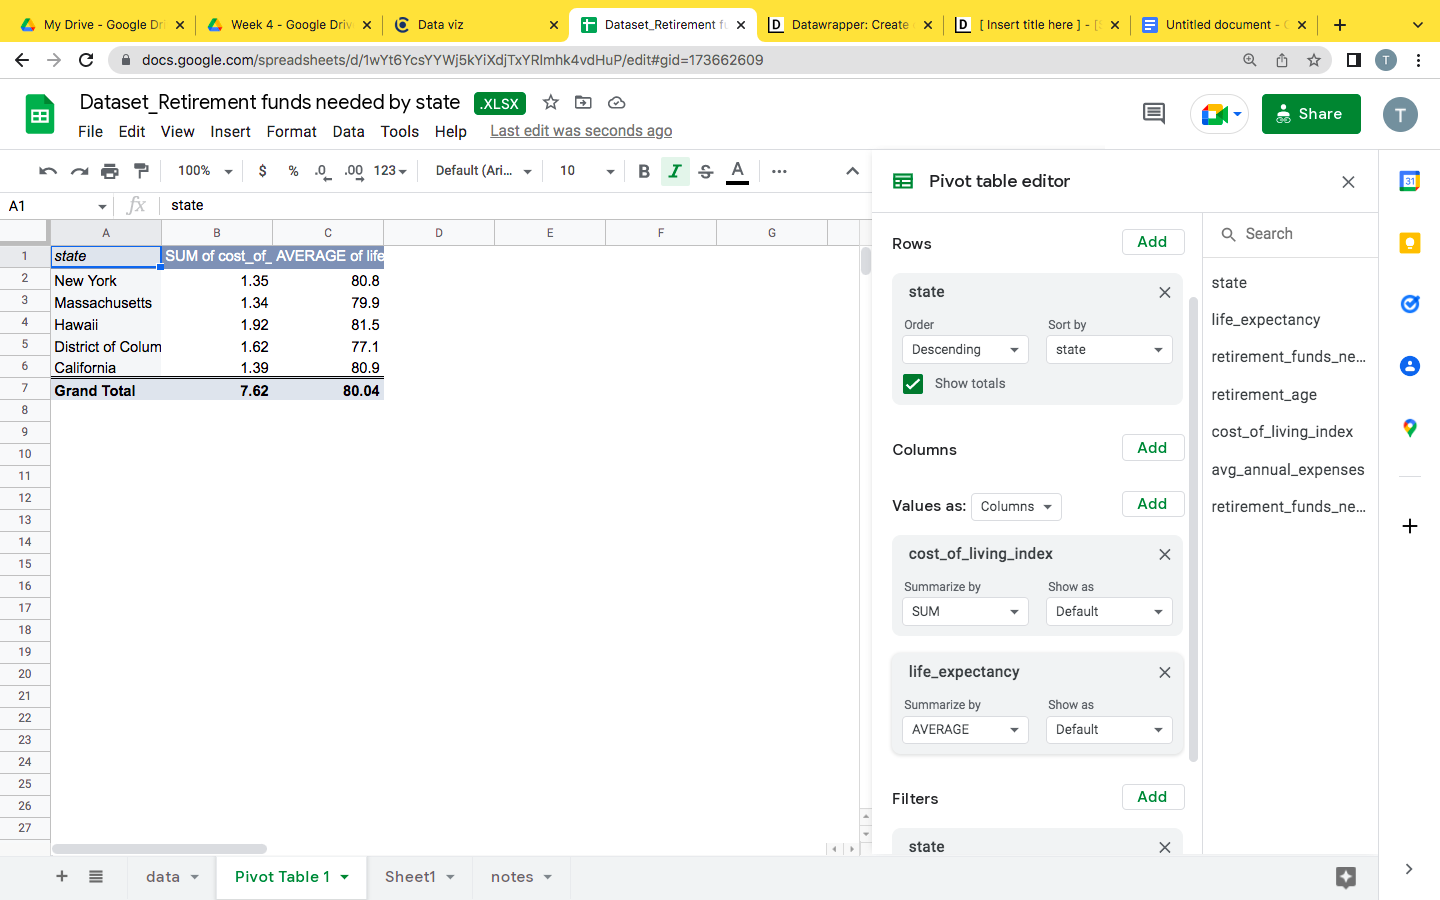 My Drive - Google Dri
Week 4 - Google Driv
Data viz
Dataset_Retirement fu
Datawrapper: Create
[ Insert title here ] - [S
Untitled document - G
docs.google.com/spreadsheets/d/1wYt6YcsYYWj5kYiXdjTxYRlmhk4vdHuP/edit#gid=173662609
T
Dataset_Retirement funds needed by state
.XLSX
Share
T
File Edit View Insert Format Data Tools Help Last edit was seconds ago
100% $ % .0 .00 123 Default (Ari... 10 B I S A
A1 fx state
A B C D E F G
1 state SUM of cost_of_ AVERAGE of life
2 New York 1.35 80.8
3 Massachusetts 1.34 79.9
4 Hawaii 1.92 81.5
5 District of Colum 1.62 77.1
6 California 1.39 80.9
7 Grand Total 7.62 80.04
8
9
10
11
12
13
14
15
16
17
18
19
20
21
22
23
24
25
26
27
Pivot table editor
Rows Add
state
Order Sort by
Descending state
Show totals
Columns Add
Values as: Columns Add
cost_of_living_index
Summarize by Show as
SUM Default
life_expectancy
Summarize by Show as
AVERAGE Default
Filters Add
state
Search
state
life_expectancy
retirement_funds_ne...
retirement_age
cost_of_living_index
avg_annual_expenses
retirement_funds_ne...
31
data Pivot Table 1 Sheet1 notes